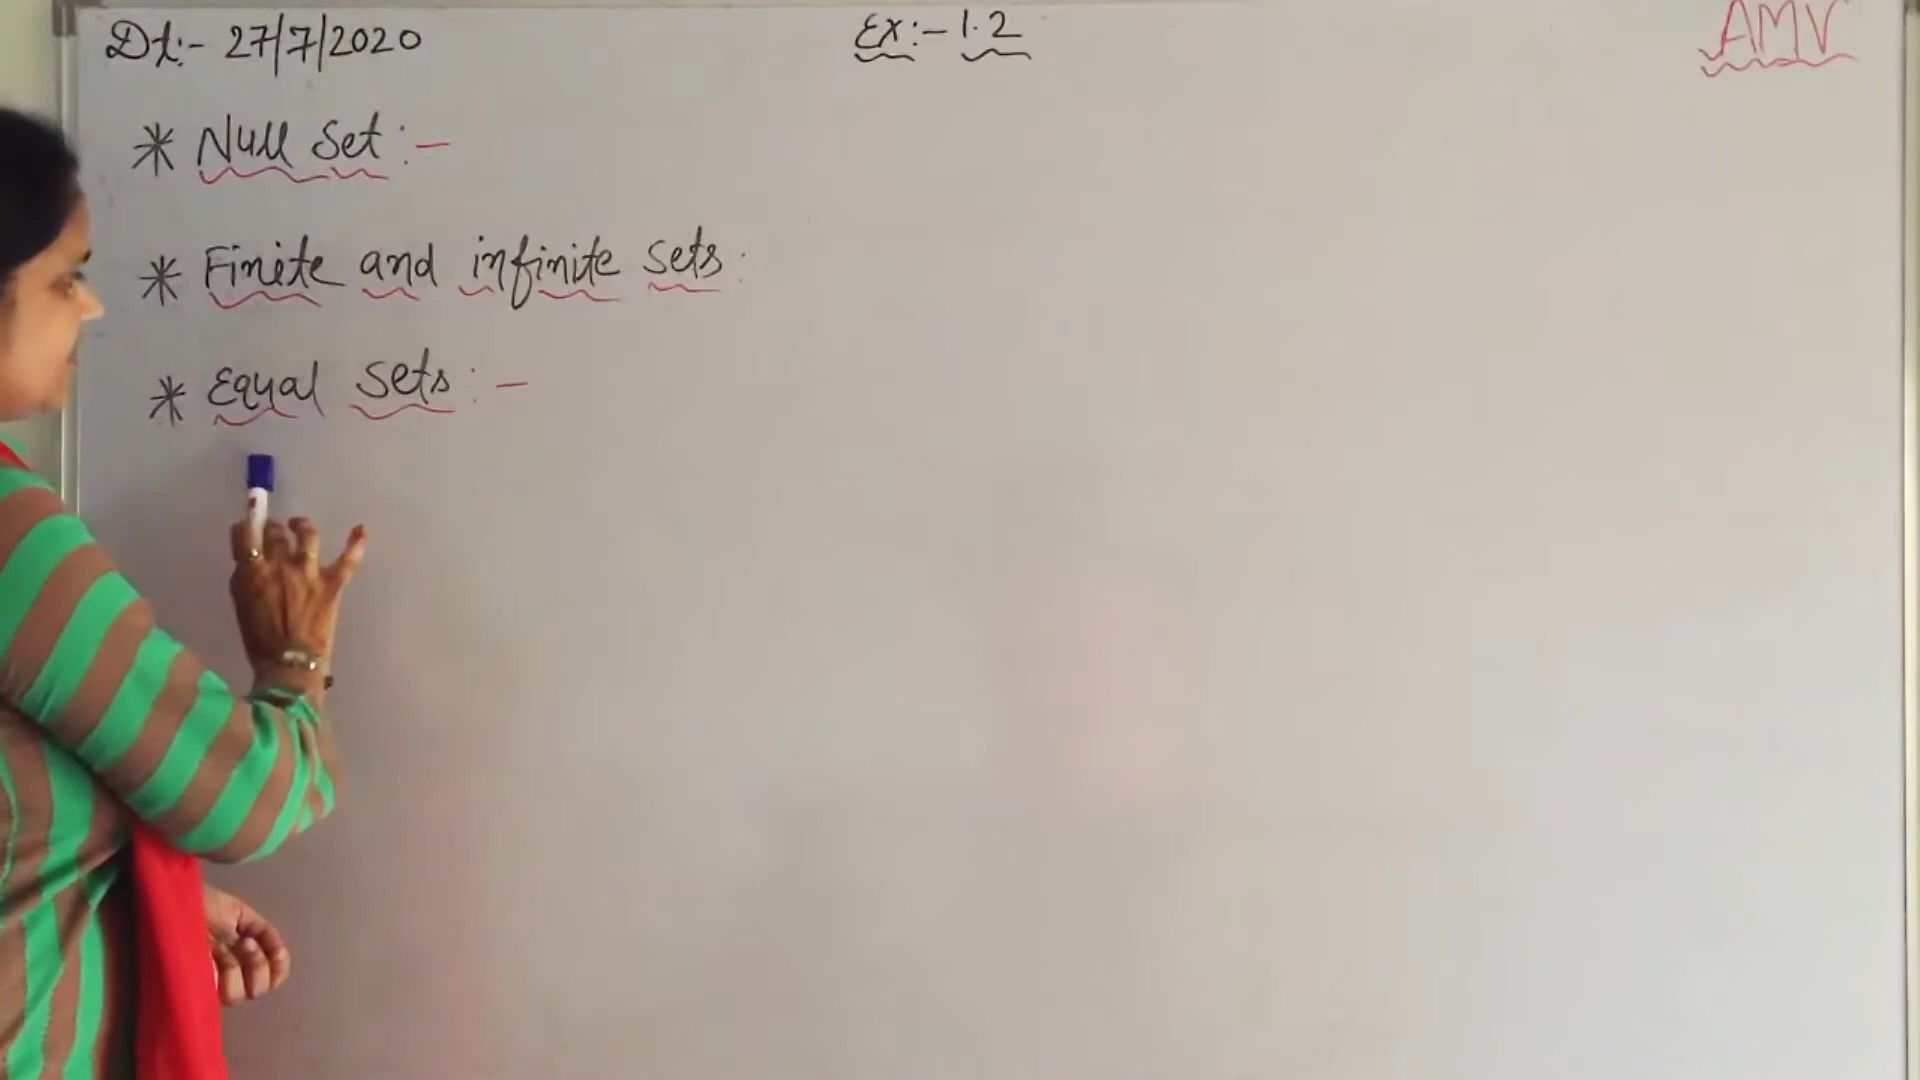 Dt:- 27/7/2020
Ex:- 1.2
AMV
* Null Set :-
* Finite and infinite sets:
* Equal sets :-